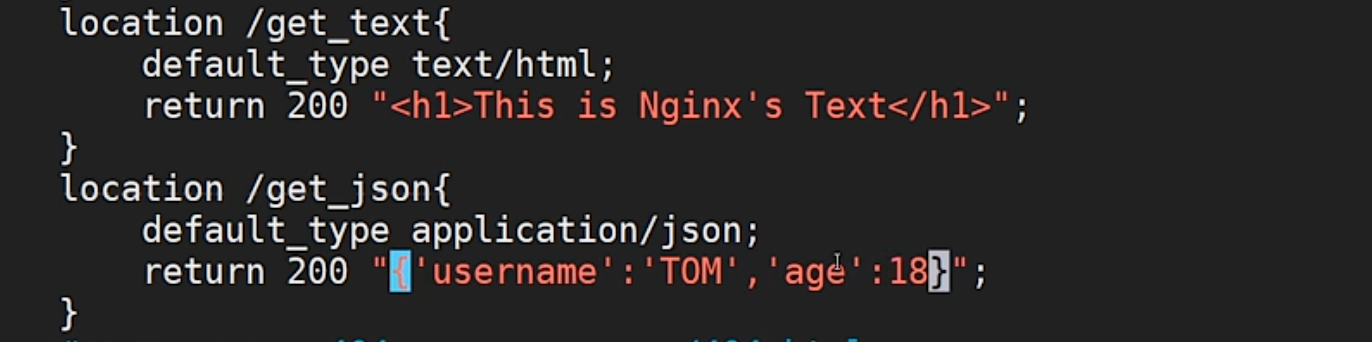 location /get_text{
    default_type text/html;
    return 200 "<h1>This is Nginx's Text</h1>";
}
location /get_json{
    default_type application/json;
    return 200 "{'username':'TOM','age':18}";
}